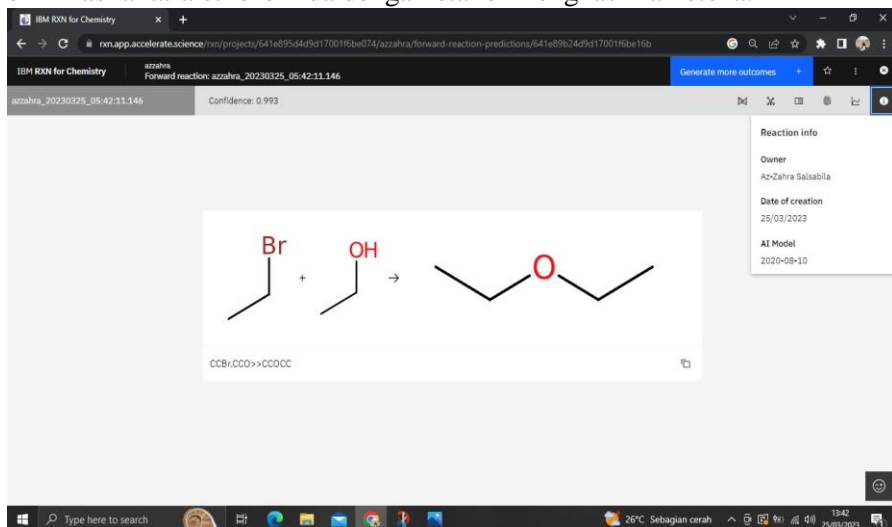 IBM RXN for Chemistry
rxn.app.accelerate.science/rxn/projects/641e895d4d9d17001f6be074/azzahra/forward-reaction-predictions/641e89b24d9d17001f6be16b
IBM RXN for Chemistry
azzahra
Forward reaction: azzahra_20230325_05:42:11.146
Generate more outcomes +
azzahra_20230325_05:42:11.146
Confidence: 0.993
Reaction info
Owner
Az-Zahra Salsabila
Date of creation
25/03/2023
AI Model
2020-08-10
Br
+
OH
→
O
CCBr.CCO>>CCOCC
Type here to search
26°C Sebagian cerah
13:42
25/03/2023